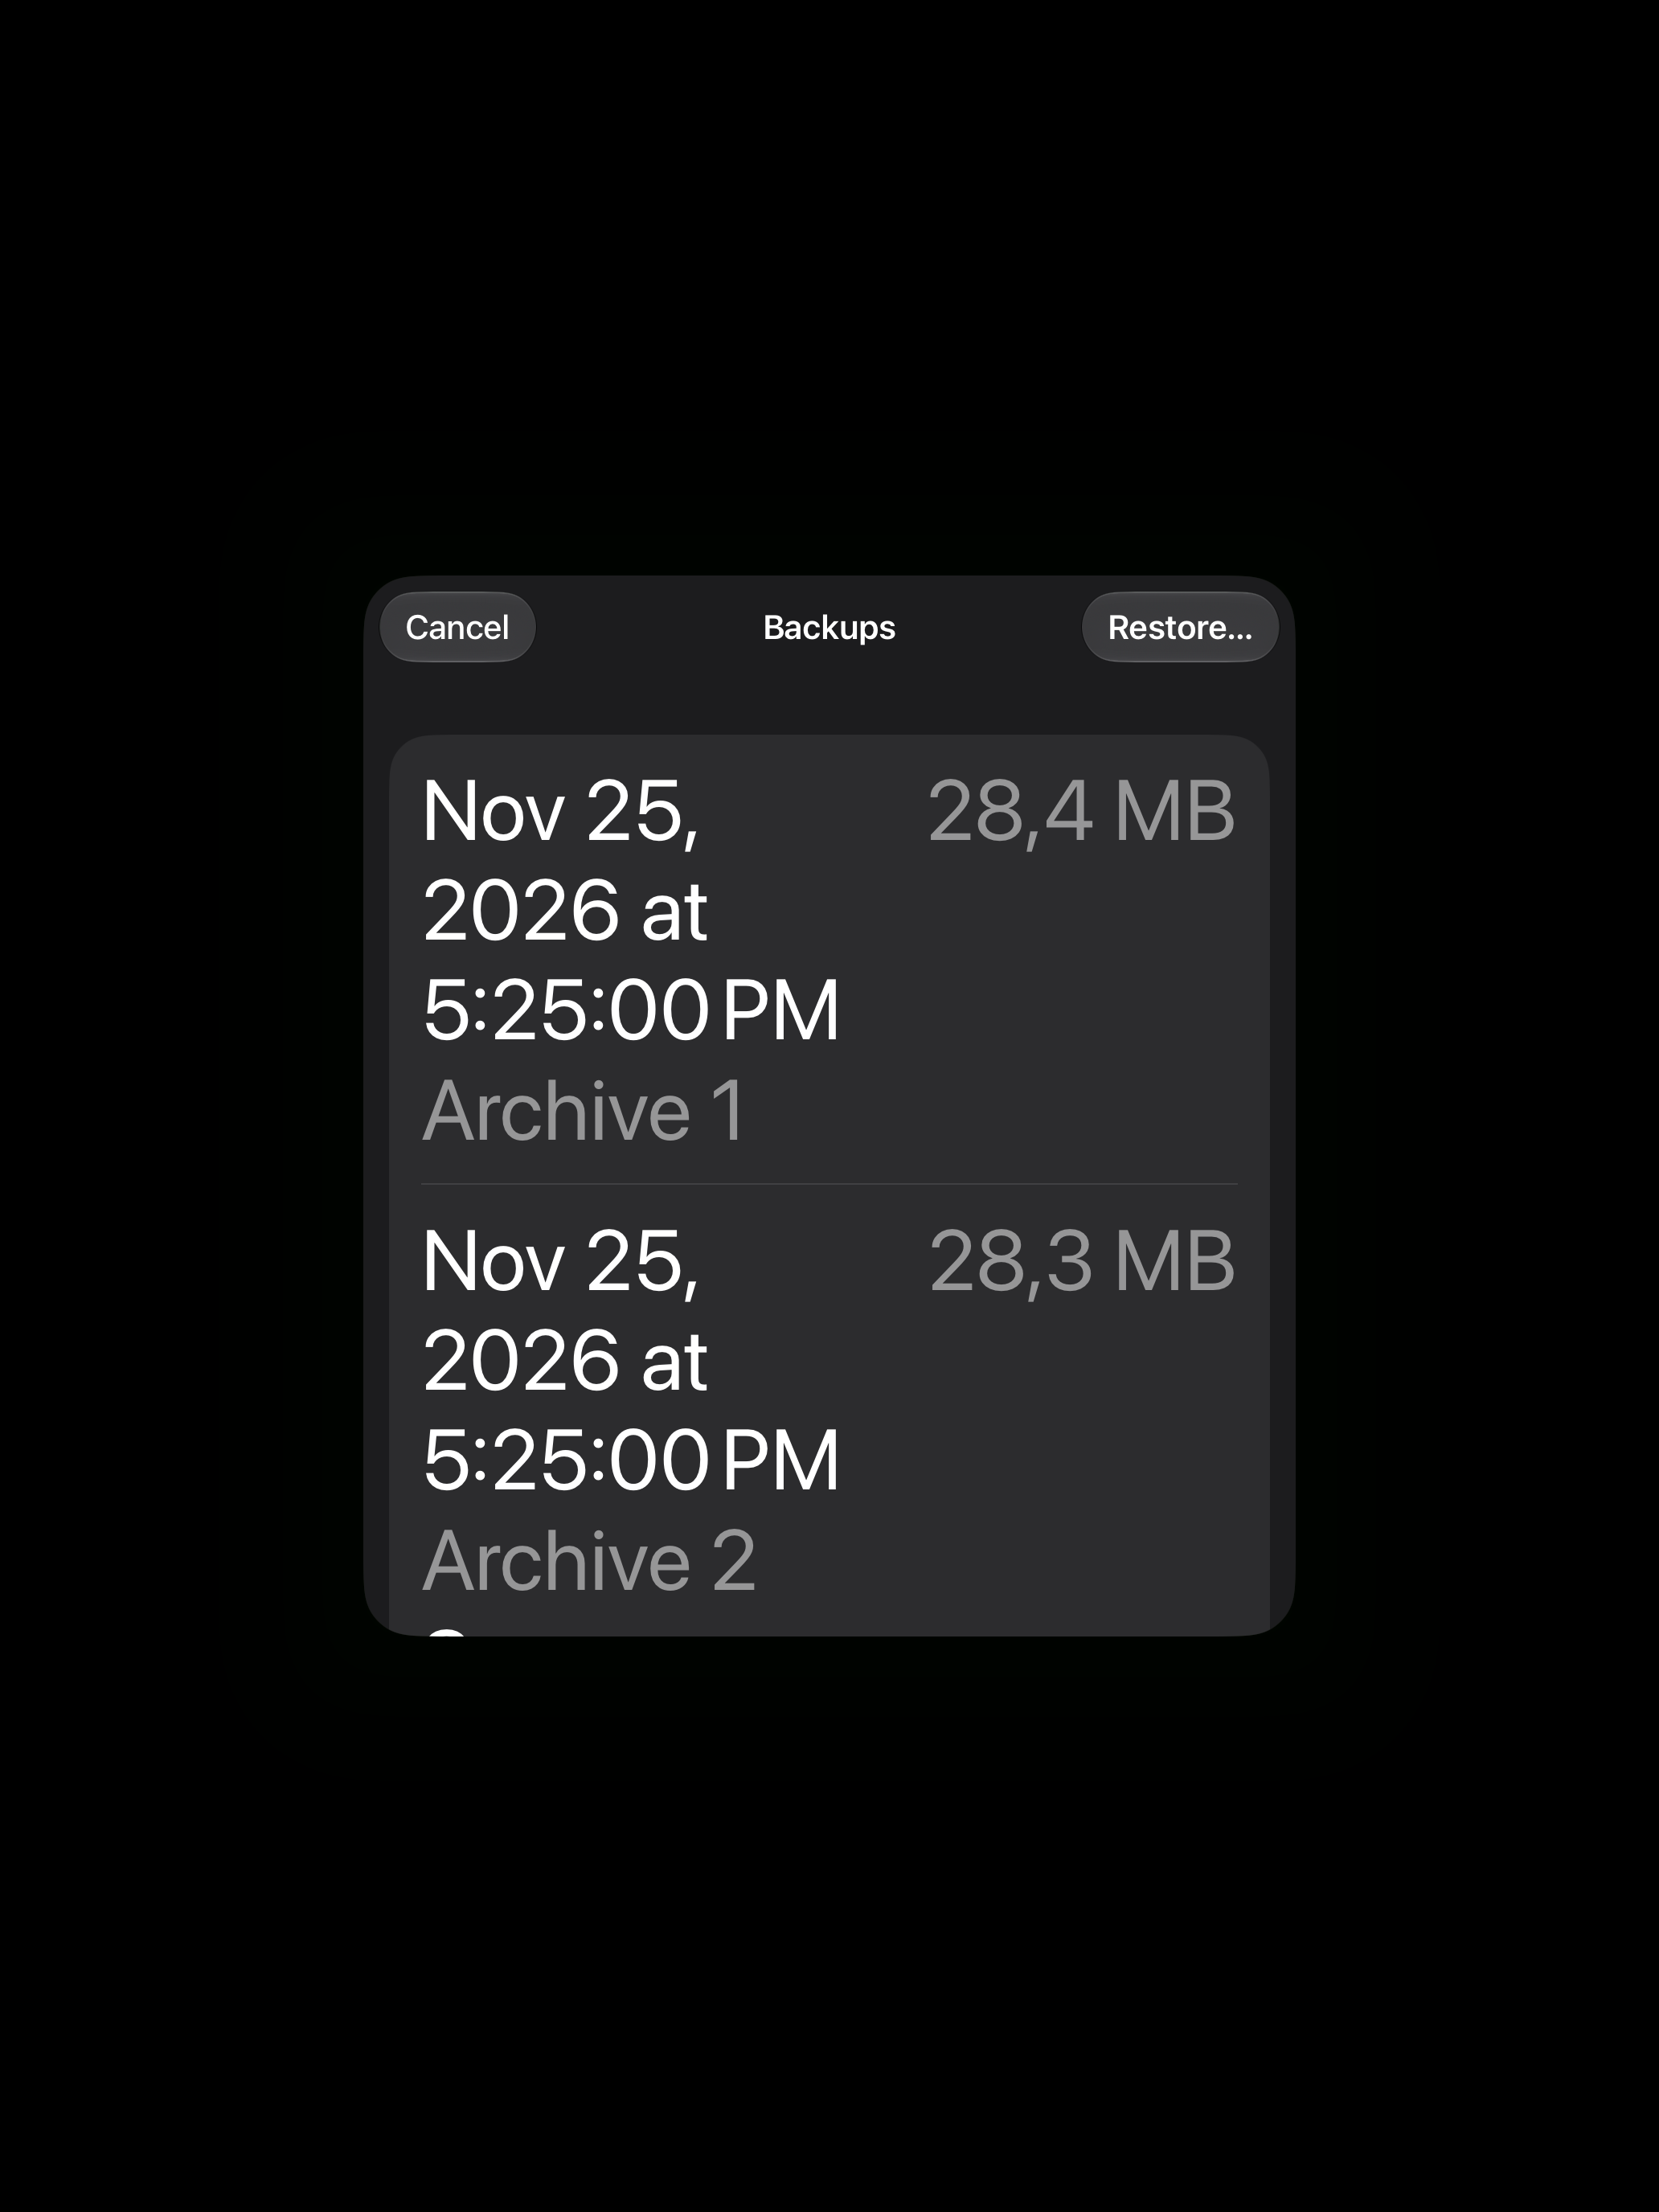 Cancel
Backups
Restore...
Nov 25,
2026 at
5:25:00 PM
28,4 MB
Archive 1
Nov 25,
2026 at
5:25:00 PM
28,3 MB
Archive 2